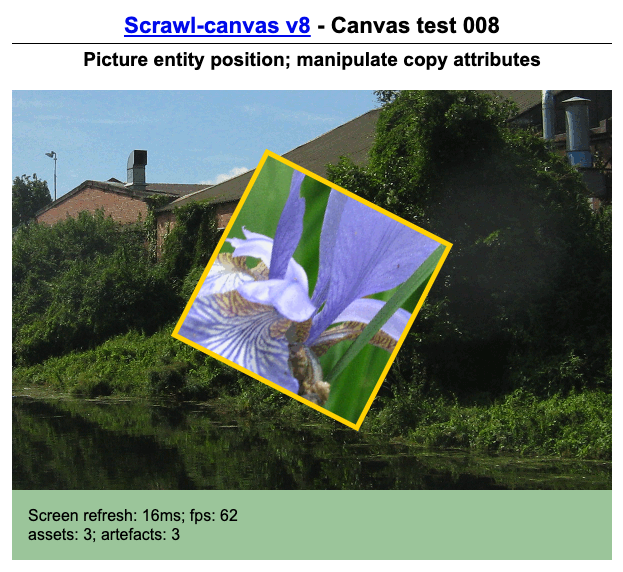 Scrawl-canvas v8 - Canvas test 008
Picture entity position; manipulate copy attributes
Screen refresh: 16ms; fps: 62
assets: 3; artefacts: 3